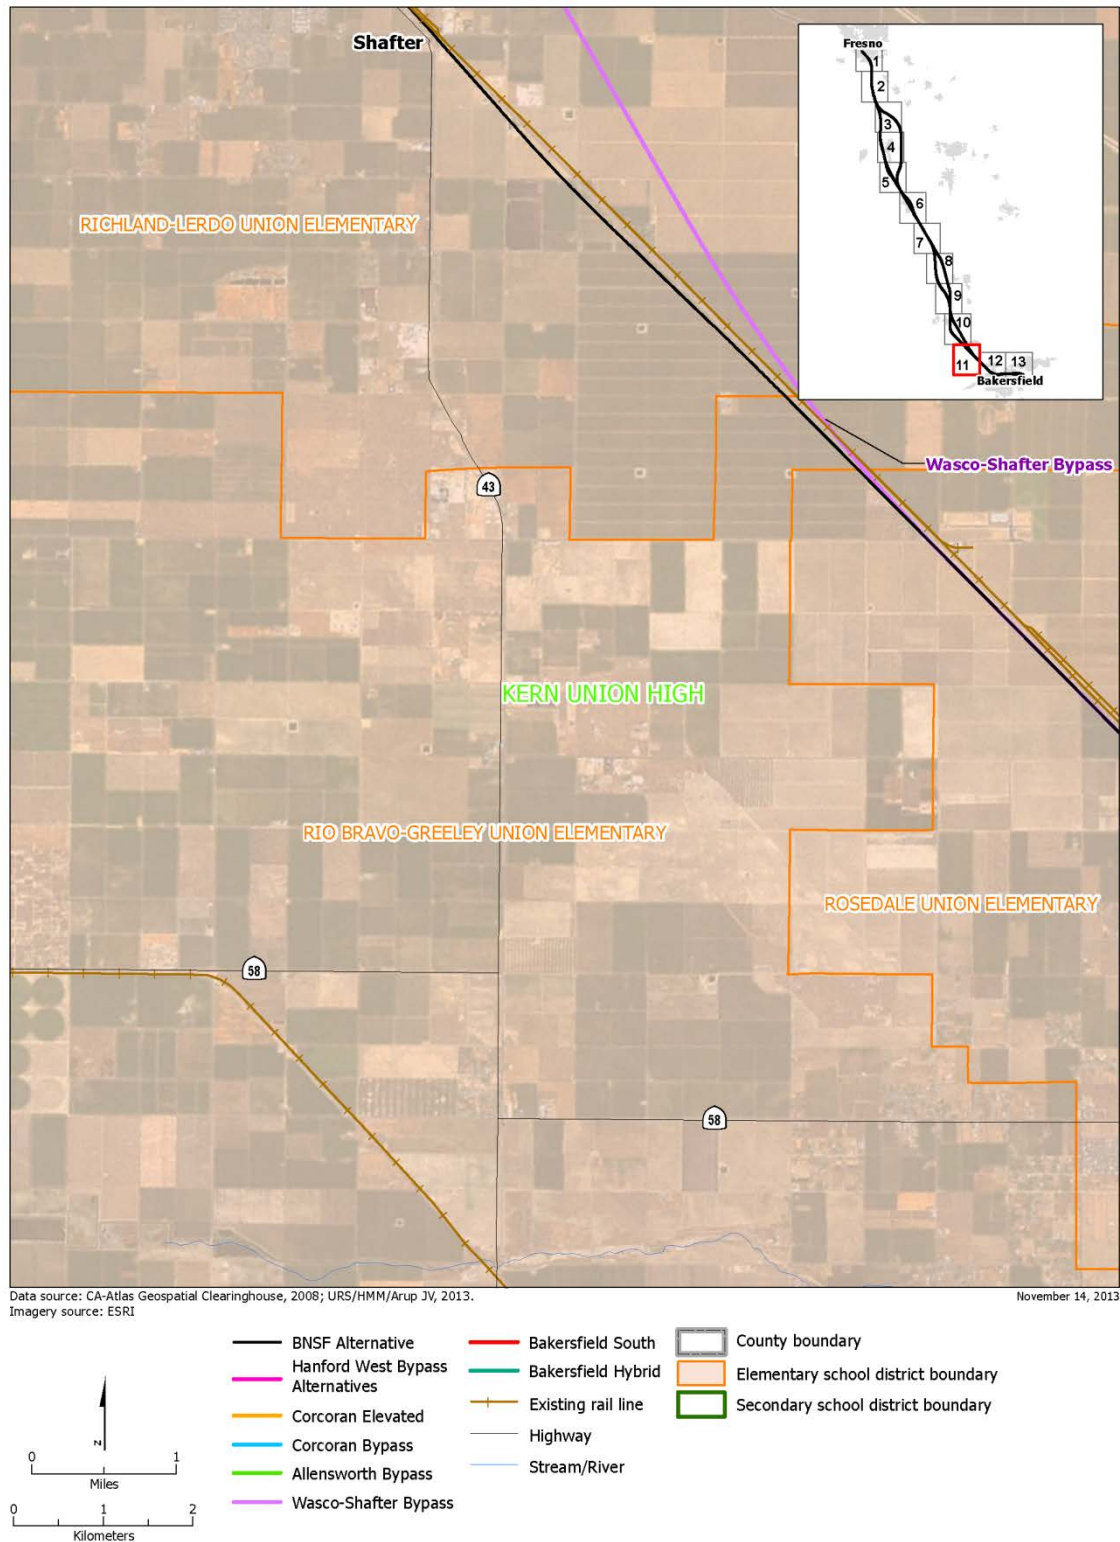 Shafter
Fresno
1
2
3
4
5
6
7
8
9
10
11
12
13
Bakersfield
RICHLAND-LERDO UNION ELEMENTARY
Wasco-Shafter Bypass
43
KERN UNION HIGH
RIO BRAVO-GREELEY UNION ELEMENTARY
ROSEDALE UNION ELEMENTARY
58
58
Data source: CA-Atlas Geospatial Clearinghouse, 2008; URS/HMM/Arup JV, 2013.
November 14, 2013
Imagery source: ESRI
BNSF Alternative
Hanford West Bypass
Alternatives
Corcoran Elevated
Corcoran Bypass
Allensworth Bypass
Wasco-Shafter Bypass
Bakersfield South
Bakersfield Hybrid
Existing rail line
Highway
Stream/River
County boundary
Elementary school district boundary
Secondary school district boundary
N
0 1
Miles
0 1 2
Kilometers